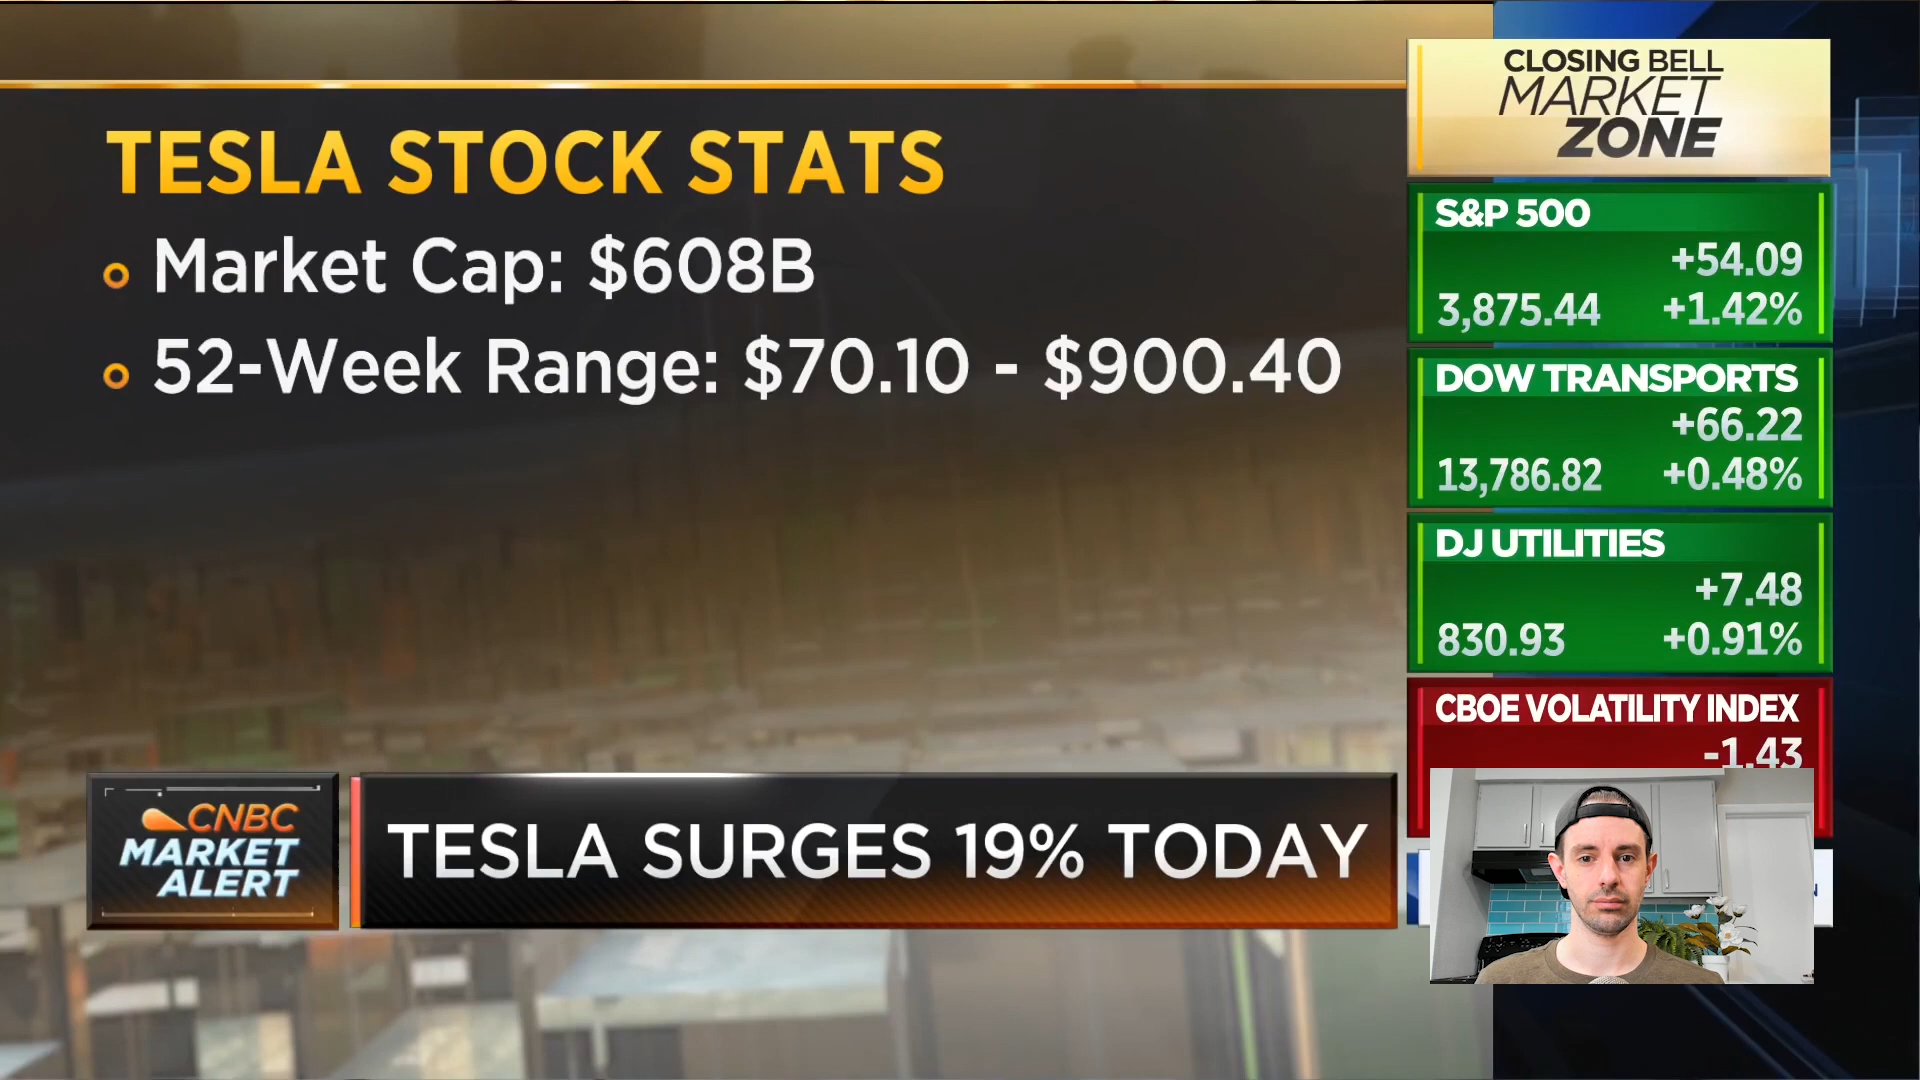 TESLA STOCK STATS
Market Cap: $608B
52-Week Range: $70.10 - $900.40
CNBC
MARKET
ALERT
TESLA SURGES 19% TODAY
CLOSING BELL
MARKET
ZONE
S&P 500
+54.09
3,875.44 +1.42%
DOW TRANSPORTS
+66.22
13,786.82 +0.48%
DJ UTILITIES
+7.48
830.93 +0.91%
CBOE VOLATILITY INDEX
-1.43